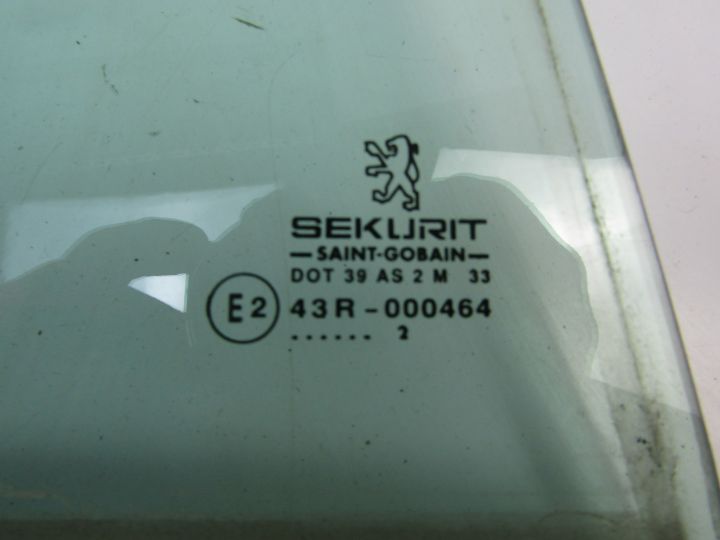 SEKURIT
SAINT-GOBAIN
DOT 39 AS 2 M 33
E2 43R-000464
...... 2